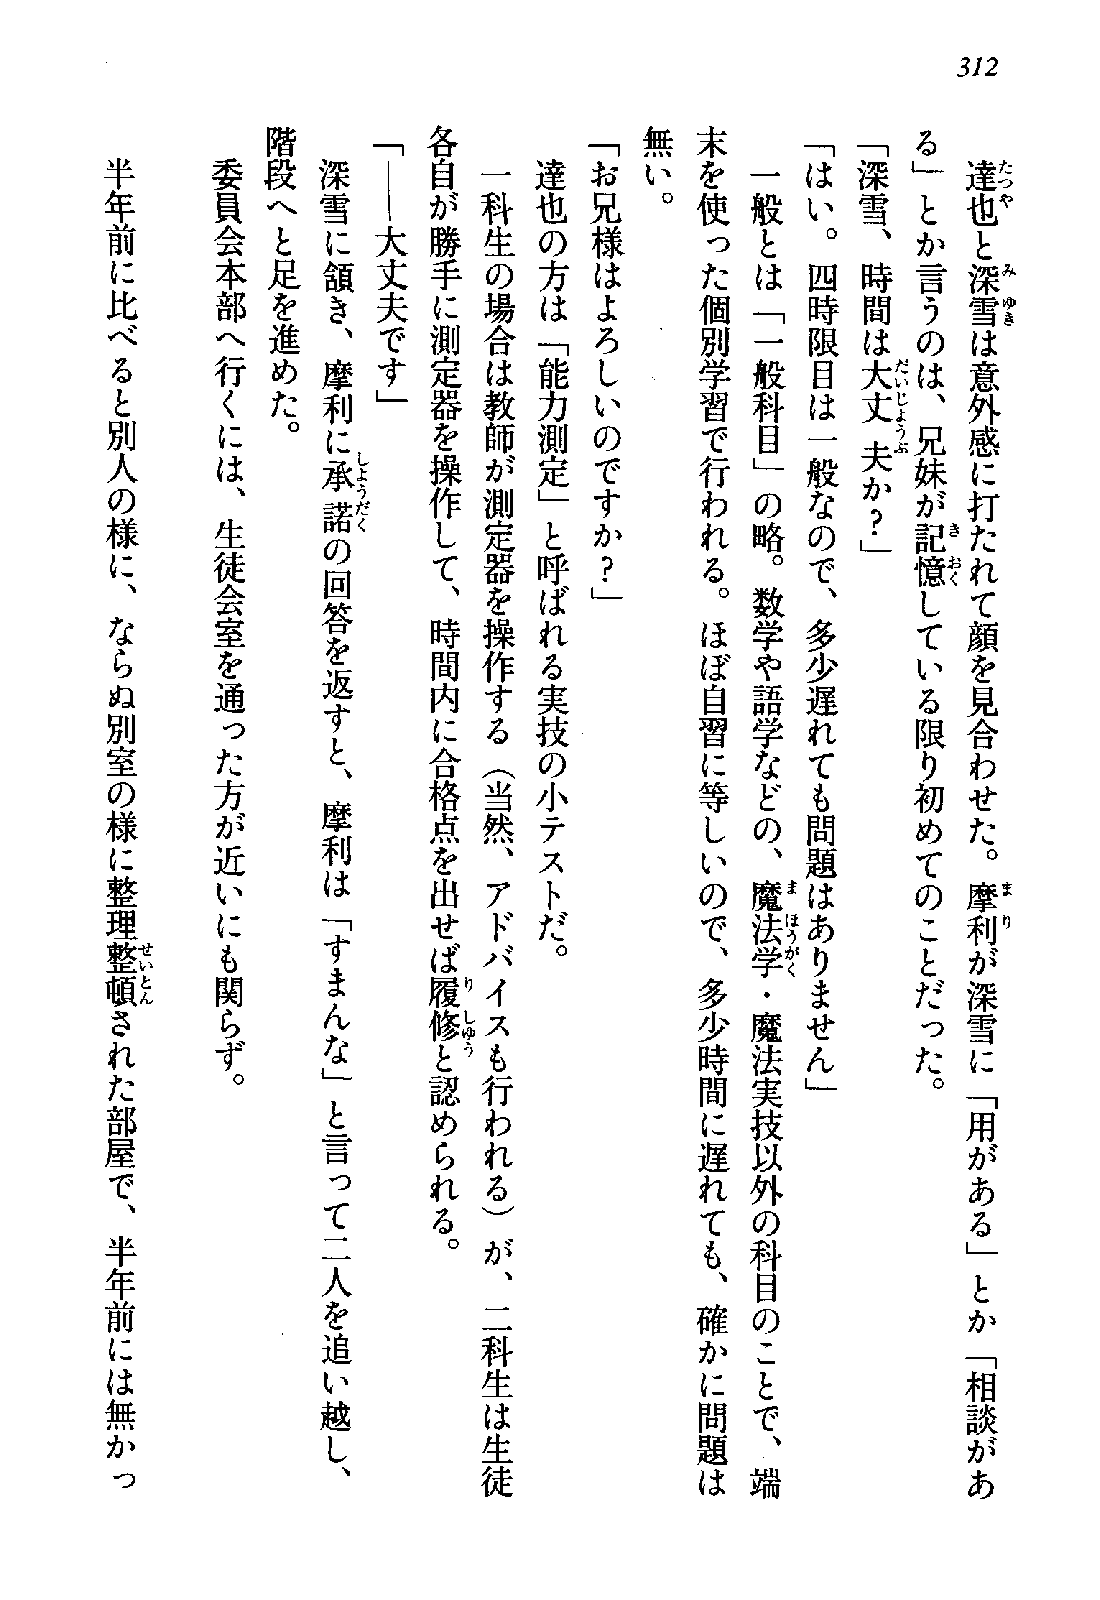 312
達也と深雪は意外感に打たれて顔を見合わせた。摩利が深雪に「用がある」とか「相談があ
る」とか言うのは、兄妹が記憶している限り初めてのことだった。
「深雪、時間は大丈夫か？」
「はい。四時限目は一般なので、多少遅れても問題はありません」
一般とは「一般科目」の略。数学や語学などの、魔法学・魔法実技以外の科目のことで、端
末を使った個別学習で行われる。ほぼ自習に等しいので、多少時間に遅れても、確かに問題は
無い。
「お兄様はよろしいのですか？」
達也の方は「能力測定」と呼ばれる実技の小テストだ。
一科生の場合は教師が測定器を操作する（当然、アドバイスも行われる）が、二科生は生徒
各自が勝手に測定器を操作して、時間内に合格点を出せば履修と認められる。
「――大丈夫です」
深雪に頷き、摩利に承諾の回答を返すと、摩利は「すまんな」と言って二人を追い越し、
階段へと足を進めた。
委員会本部へ行くには、生徒会室を通った方が近いにも関らず。
半年前に比べると別人の様に、ならぬ別室の様に整理整頓された部屋で、半年前には無かっ